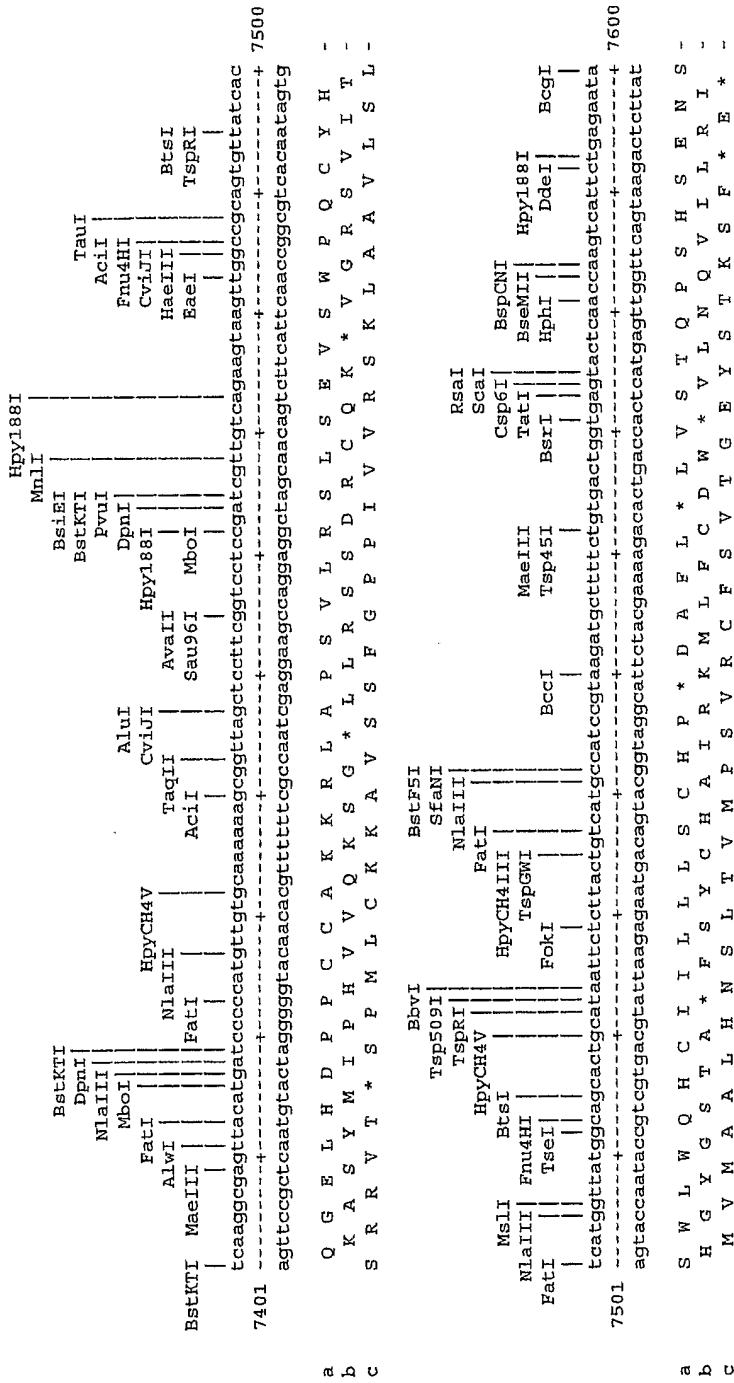 Hpy188I
MnlI
BstKTI BsiEI
DpnI BstKTI TauI
NlaIII PvuI AciI
MboI AluI DpnI Fnu4HI
FatI HpyCH4V CviJI Hpy188I CviJI
AlwI NlaIII TaqII AvaII HaeIII BtsI
BstKTI MaeIII FatI AciI Sau96I MboI EaeI TspRI
tcaaggcgagttacatgatcccccatgttgtgcaaaaaagcggttagctccttcggtcctccgatcgttgtcagaagtaagttggccgcagtgttatcac
7401 ---------+---------+---------+---------+---------+---------+---------+---------+---------+---------+ 7500
agttccgctcaatgtactagggggtacaacacgttttttcgccaatcgaggaagccaggaggctagcaacagtcttcattcaaccggcgtcacaatagtg
a Q G E L H D P P C C A K K R L A P S V L R S L S E V S W P Q C Y H -
b K A S Y M I P H V V Q K S G * L L R S S D R C Q K * V G R S V I T -
c S R R V T * S P M L C K K A V S S F G P P I V V R S K L A A V L S L -
BbvI BstF5I
Tsp509I SfaNI
TspRI NlaIII RsaI
HpyCH4V FatI ScaI
MslI BtsI HpyCH4III Csp6I BspCNI
NlaIII Fnu4HI TspGWI MaeIII TatI BseMII Hpy188I
FatI TseI FokI BccI Tsp45I BsrI HphI DdeI BcgI
tcatggttatggcagcactgcataattctcttactgtcatgccatccgtaagatgcttttctgtgactggtgagtactcaaccaagtcattctgagaata
7501 ---------+---------+---------+---------+---------+---------+---------+---------+---------+---------+ 7600
agtaccaataccgtcgtgacgtattaagagaatgacagtacggtaggcattctacgaaaagacactgaccactcatgagttggttcagtaagactcttat
a S W L W Q H C I I L L L S C H P * D A F L * L V S T Q P S H S E N S -
b H G Y G S T A * F S Y C H A I R K M L F C D W * V L N Q V I L R I -
c M V M A A L H N S L T V M P S V R C F S V T G E Y S T K S F * E * -